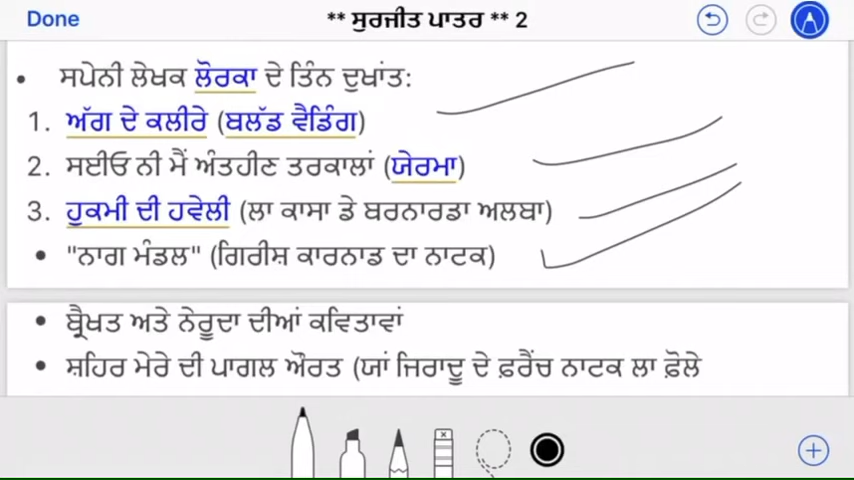 Done
** ਸੁਰਜੀਤ ਪਾਤਰ ** 2
• ਸਪੇਨੀ ਲੇਖਕ ਲੋਰਕਾ ਦੇ ਤਿੰਨ ਦੁਖਾਂਤ:
1. ਅੱਗ ਦੇ ਕਲੀਰੇ (ਬਲੱਡ ਵੈਡਿੰਗ)
2. ਸਈਓ ਨੀ ਮੈਂ ਅੰਤਹੀਣ ਤਰਕਾਲਾਂ (ਯੇਰਮਾ)
3. ਹੁਕਮੀ ਦੀ ਹਵੇਲੀ (ਲਾ ਕਾਸਾ ਡੇ ਬਰਨਾਰਡਾ ਅਲਬਾ)
• "ਨਾਗ ਮੰਡਲ" (ਗਿਰੀਸ਼ ਕਾਰਨਾਡ ਦਾ ਨਾਟਕ)
• ਬ੍ਰੈਖਤ ਅਤੇ ਨੇਰੂਦਾ ਦੀਆਂ ਕਵਿਤਾਵਾਂ
• ਸ਼ਹਿਰ ਮੇਰੇ ਦੀ ਪਾਗਲ ਔਰਤ (ਯਾਂ ਜਿਰਾਦੂ ਦੇ ਫ਼ਰੈਂਚ ਨਾਟਕ ਲਾ ਫ਼ੋਲੇ